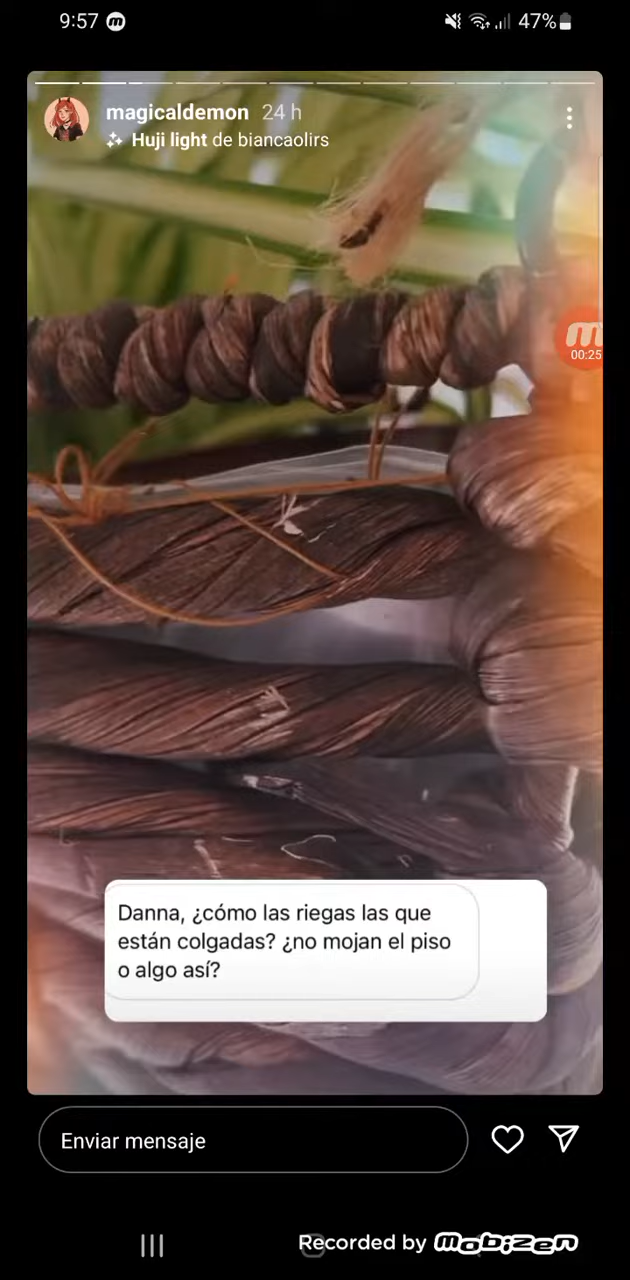 9:57 m 47%
magicaldemon 24 h
Huji light de biancaolirs
m
00:25
Danna, ¿cómo las riegas las que
están colgadas? ¿no mojan el piso
o algo así?
Enviar mensaje
Recorded by Mobizen